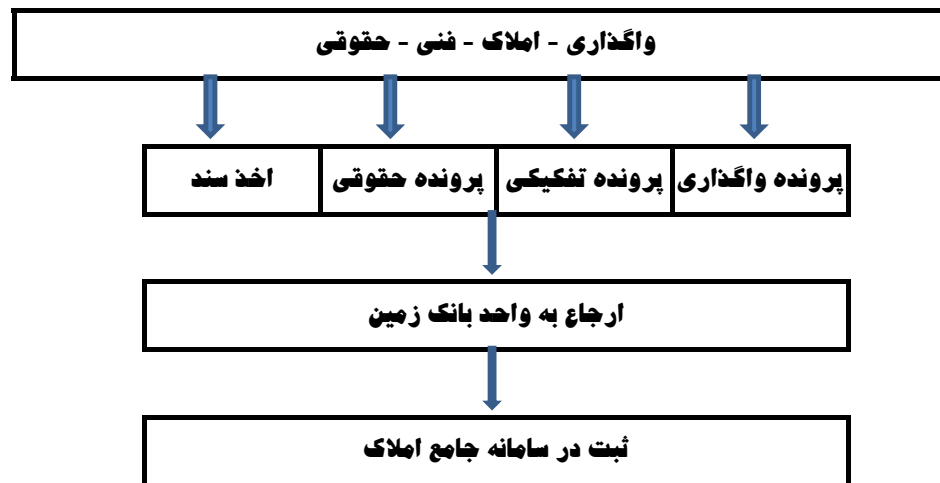 واگذاری - املاک - فنی - حقوقی
پرونده واگذاری
پرونده تفکیکی
پرونده حقوقی
اخذ سند
ارجاع به واحد بانک زمین
ثبت در سامانه جامع املاک